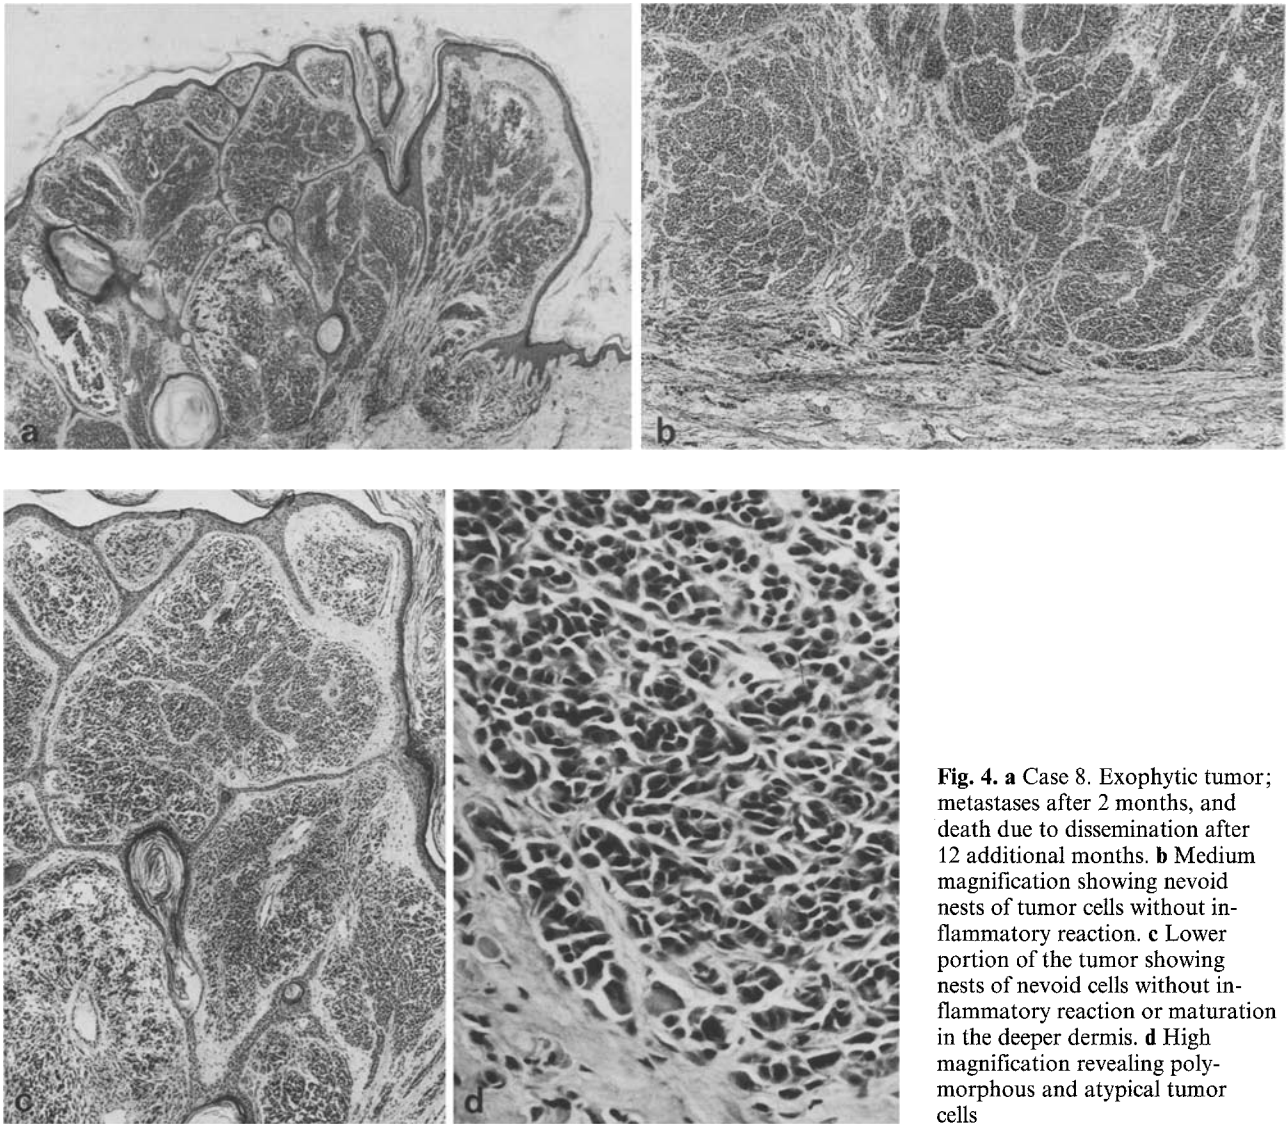 a
b
c
d
Fig. 4. a Case 8. Exophytic tumor;
metastases after 2 months, and
death due to dissemination after
12 additional months. b Medium
magnification showing nevoid
nests of tumor cells without in-
flammatory reaction. c Lower
portion of the tumor showing
nests of nevoid cells without in-
flammatory reaction or maturation
in the deeper dermis. d High
magnification revealing poly-
morphous and atypical tumor
cells